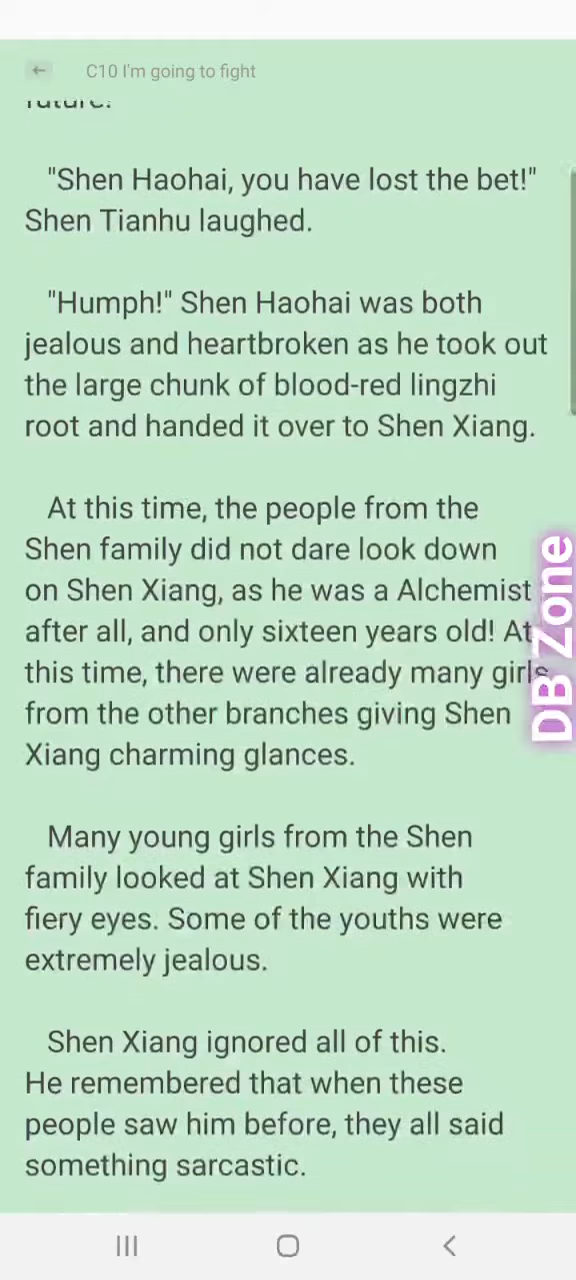 C10 I'm going to fight
future!
"Shen Haohai, you have lost the bet!"
Shen Tianhu laughed.
"Humph!" Shen Haohai was both
jealous and heartbroken as he took out
the large chunk of blood-red lingzhi
root and handed it over to Shen Xiang.
At this time, the people from the
Shen family did not dare look down
on Shen Xiang, as he was a Alchemist
after all, and only sixteen years old! At
this time, there were already many girls
from the other branches giving Shen
Xiang charming glances.
Many young girls from the Shen
family looked at Shen Xiang with
fiery eyes. Some of the youths were
extremely jealous.
Shen Xiang ignored all of this.
He remembered that when these
people saw him before, they all said
something sarcastic.
DB Zone